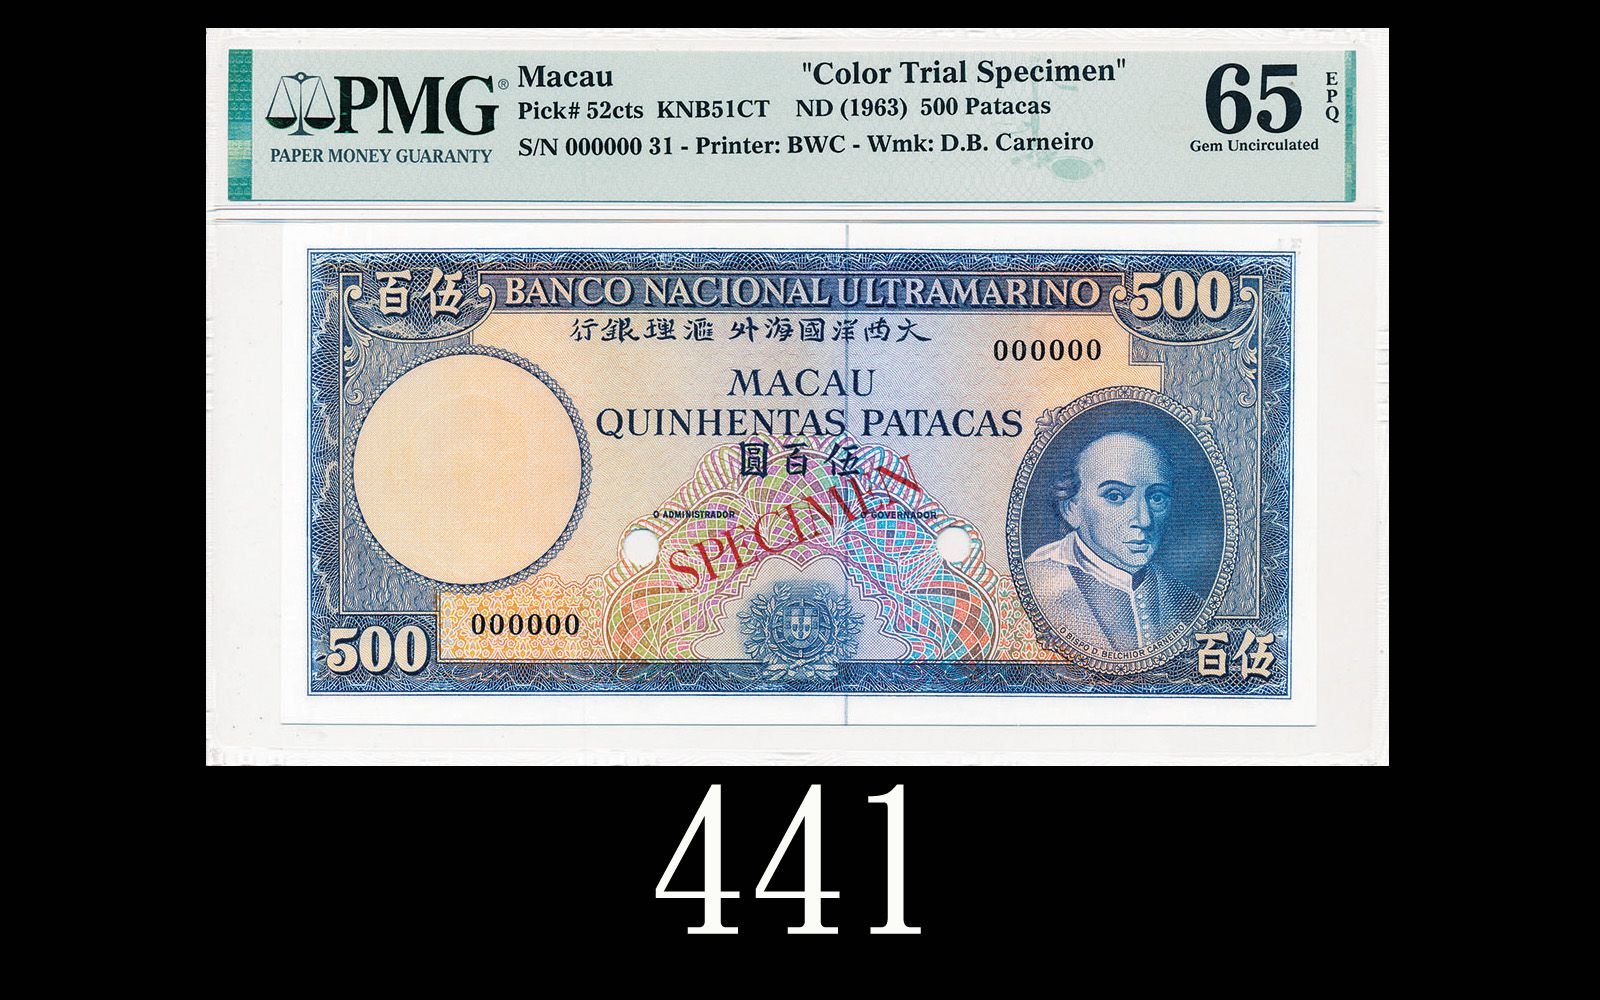 PMG®
PAPER MONEY GUARANTY
Macau "Color Trial Specimen"
Pick# 52cts KNB51CT ND (1963) 500 Patacas
S/N 000000 31 - Printer: BWC - Wmk: D.B. Carneiro
65 EPQ
Gem Uncirculated
百伍 BANCO NACIONAL ULTRAMARINO 500
行銀理滙 外海國洋西大
000000
MACAU
QUINHENTAS PATACAS
圓百伍
O ADMINISTRADOR O GOVERNADOR
SPECIMEN
000000
O BISPO D. BELCHIOR CARNEIRO
500 百伍
441